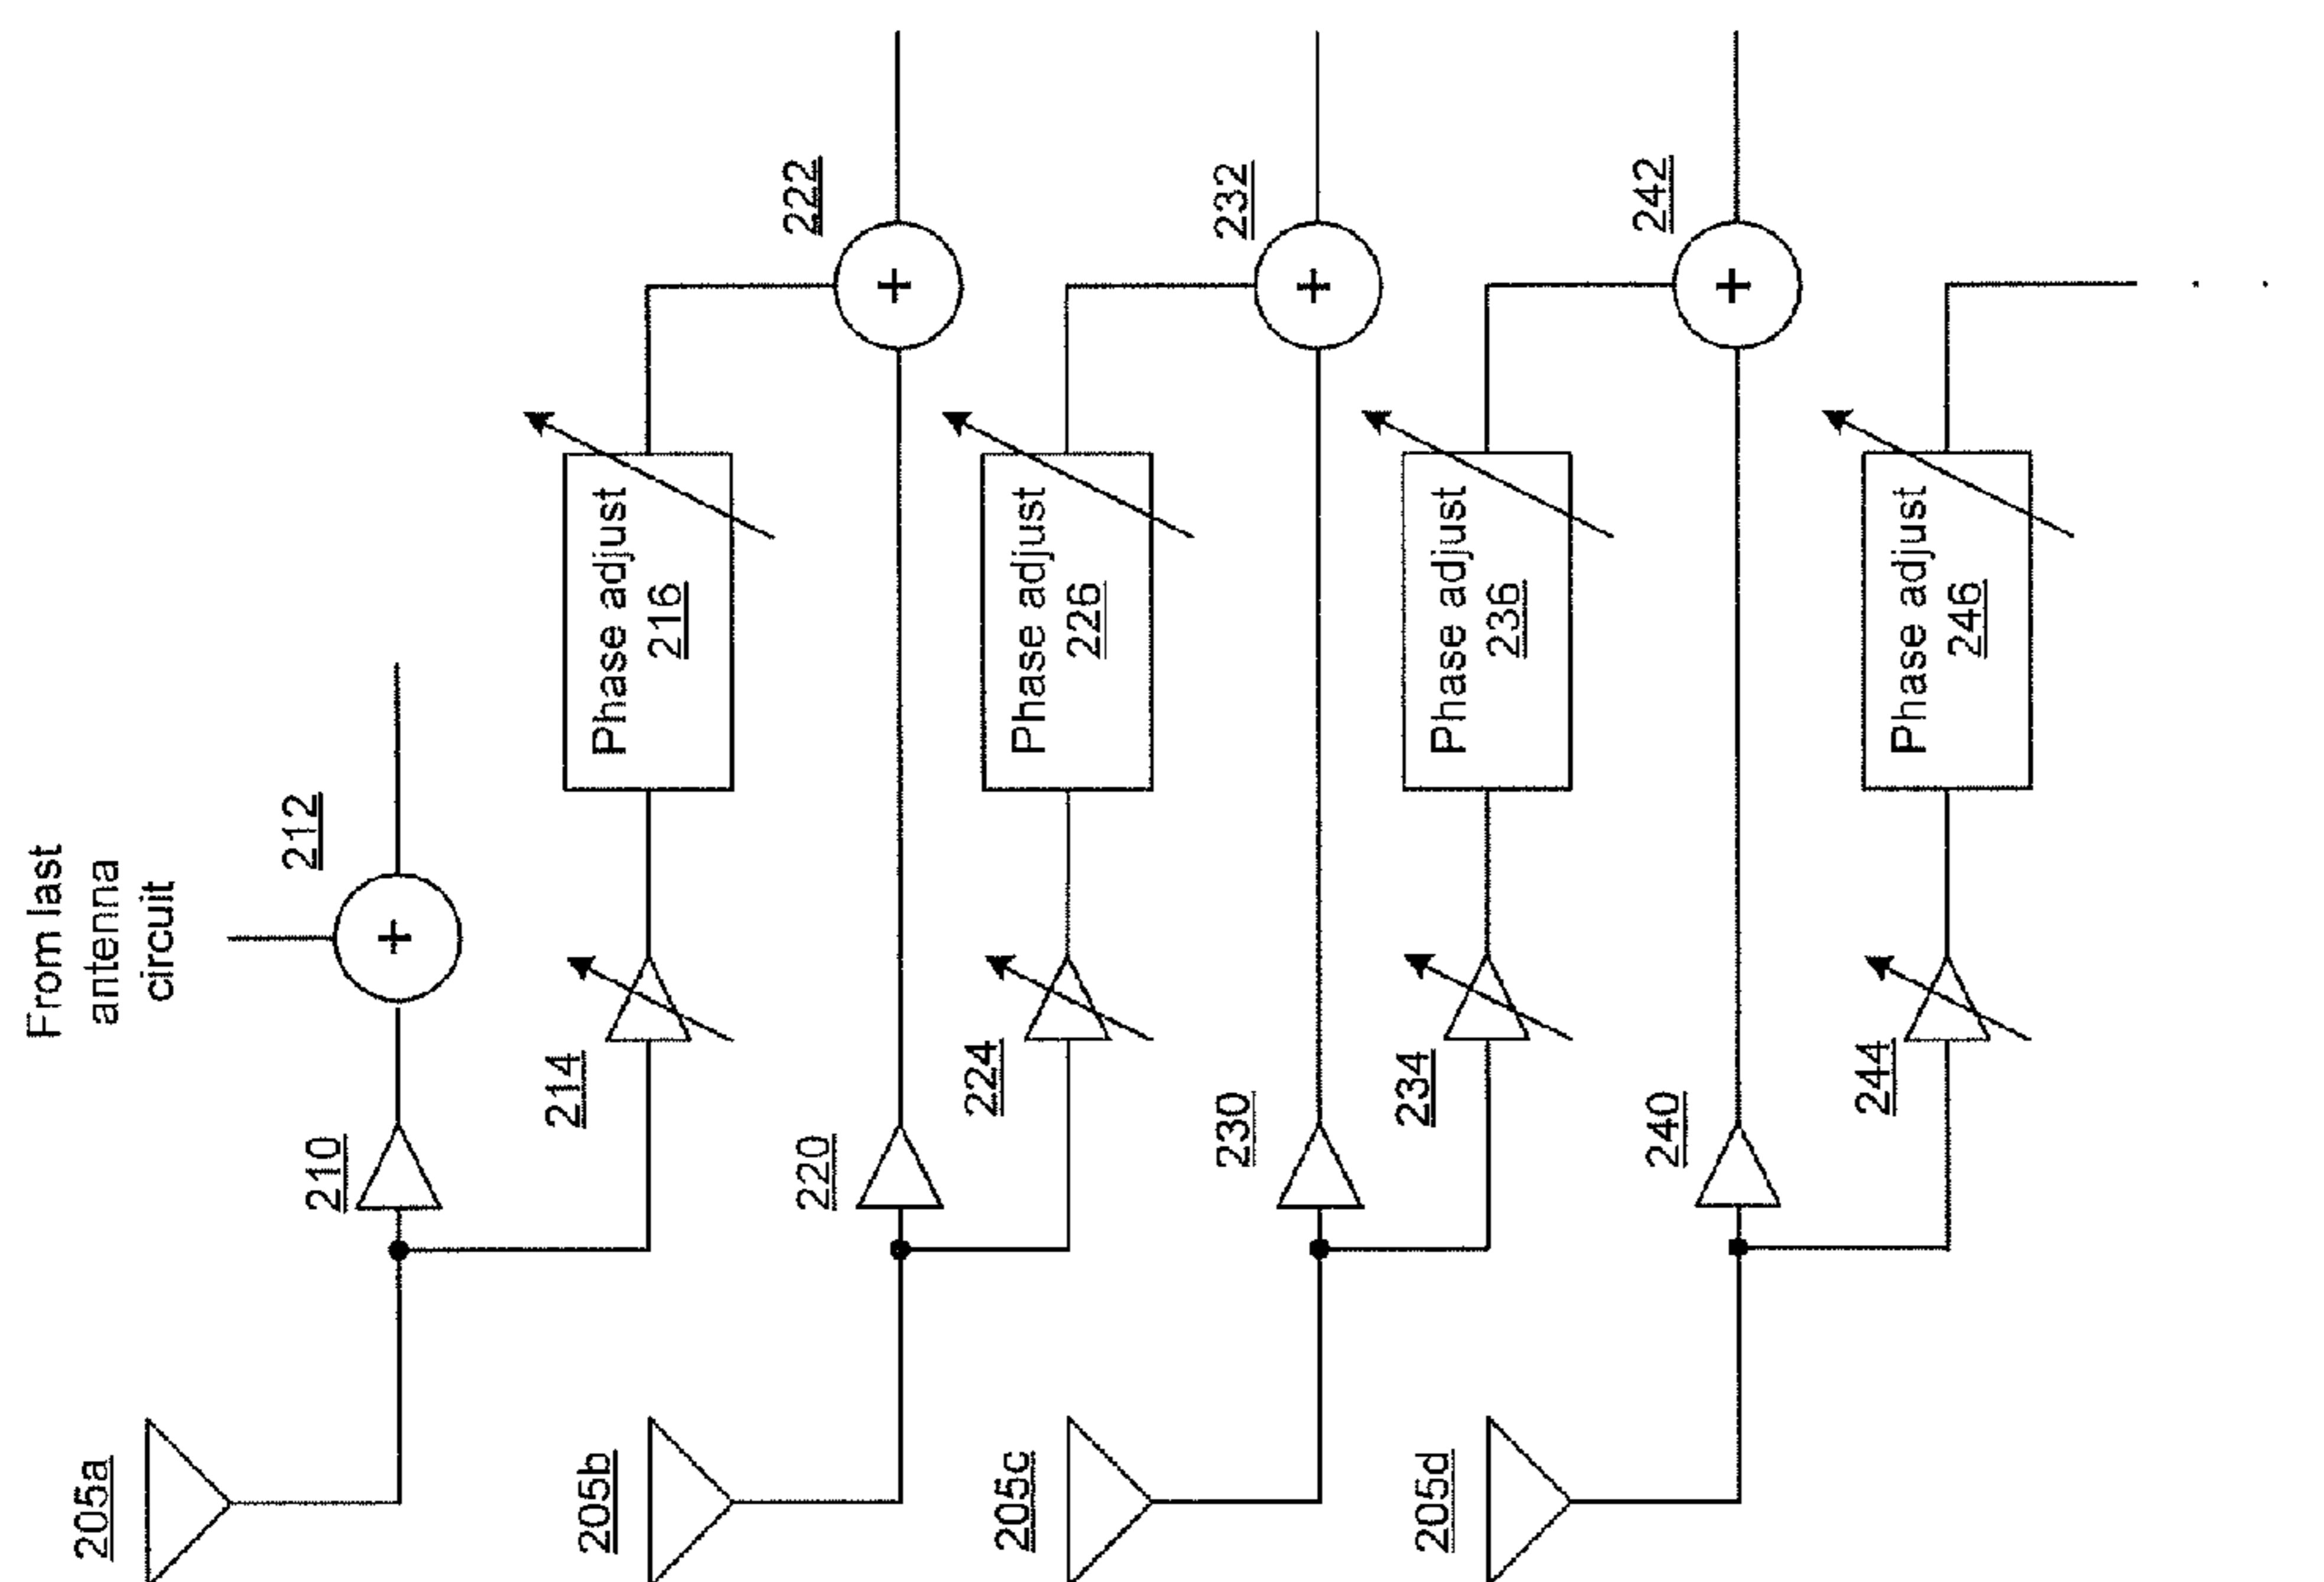 From last
antenna
circuit
205a
210
212
214
Phase adjust
216
222
205b
220
224
Phase adjust
226
232
205c
230
234
Phase adjust
236
242
205d
240
244
Phase adjust
246
+
+
+
+